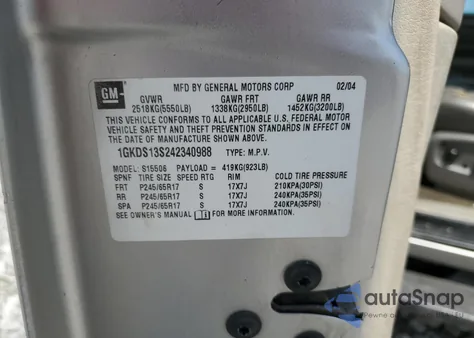 GM
MFD BY GENERAL MOTORS CORP 02/04
GVWR GAWR FRT GAWR RR
2518KG(5550LB) 1338KG(2950LB) 1452KG(3200LB)
THIS VEHICLE CONFORMS TO ALL APPLICABLE U.S. FEDERAL MOTOR
VEHICLE SAFETY AND THEFT PREVENTION STANDARDS IN EFFECT ON
THE DATE OF MANUFACTURE SHOWN ABOVE.
1GKDS13S242340988 TYPE: M.P.V.
MODEL: S15506 PAYLOAD = 419KG(923LB)
SPNF TIRE SIZE SPEED RTG RIM COLD TIRE PRESSURE
FRT P245/65R17 S 17X7J 210KPA(30PSI)
RR P245/65R17 S 17X7J 240KPA(35PSI)
SPA P245/65R17 S 17X7J 240KPA(35PSI)
SEE OWNER'S MANUAL FOR MORE INFORMATION.
autoSnap
Pewne auto